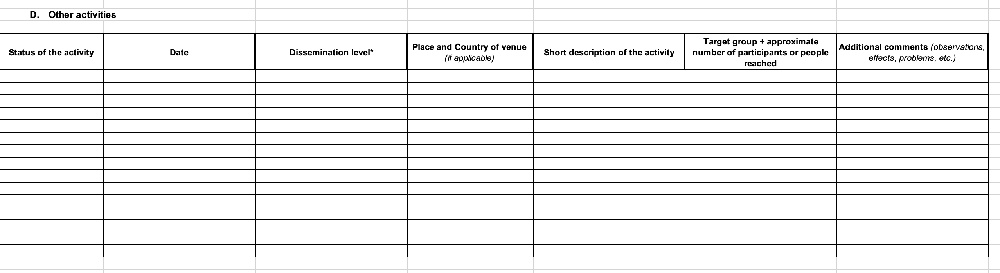 D. Other activities
Status of the activity
Date
Dissemination level*
Place and Country of venue
(if applicable)
Short description of the activity
Target group + approximate
number of participants or people
reached
Additional comments (observations,
effects, problems, etc.)